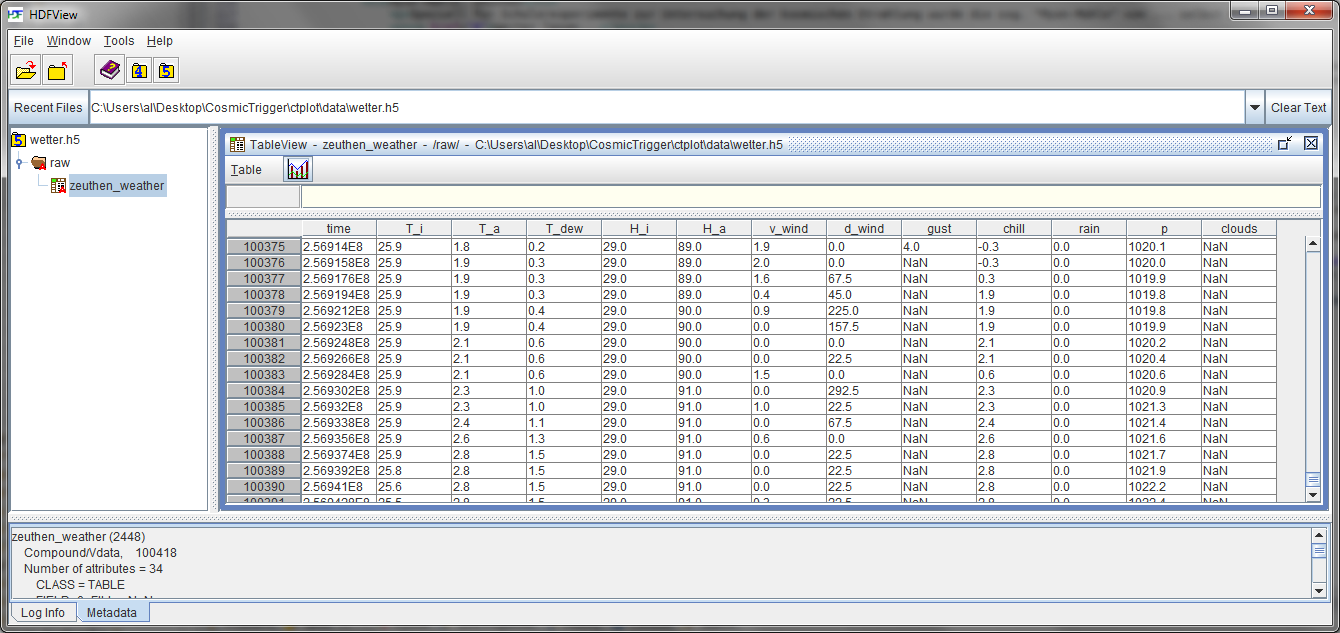 HDFView
File Window Tools Help
Recent Files C:\Users\al\Desktop\CosmicTrigger\ctplot\data\wetter.h5 Clear Text
wetter.h5
raw
zeuthen_weather
TableView - zeuthen_weather - /raw/ - C:\Users\al\Desktop\CosmicTrigger\ctplot\data\wetter.h5
Table
time T_i T_a T_dew H_i H_a v_wind d_wind gust chill rain p clouds
100375 2.56914E8 25.9 1.8 0.2 29.0 89.0 1.9 0.0 4.0 -0.3 0.0 1020.1 NaN
100376 2.569158E8 25.9 1.9 0.3 29.0 89.0 2.0 0.0 NaN -0.3 0.0 1020.0 NaN
100377 2.569176E8 25.9 1.9 0.3 29.0 89.0 1.6 67.5 NaN 0.3 0.0 1019.9 NaN
100378 2.569194E8 25.9 1.9 0.3 29.0 89.0 0.4 45.0 NaN 1.9 0.0 1019.8 NaN
100379 2.569212E8 25.9 1.9 0.4 29.0 90.0 0.9 225.0 NaN 1.9 0.0 1019.8 NaN
100380 2.56923E8 25.9 1.9 0.4 29.0 90.0 0.0 157.5 NaN 1.9 0.0 1019.9 NaN
100381 2.569248E8 25.9 2.1 0.6 29.0 90.0 0.0 0.0 NaN 2.1 0.0 1020.2 NaN
100382 2.569266E8 25.9 2.1 0.6 29.0 90.0 0.0 22.5 NaN 2.1 0.0 1020.4 NaN
100383 2.569284E8 25.9 2.1 0.6 29.0 90.0 1.5 0.0 NaN 0.6 0.0 1020.6 NaN
100384 2.569302E8 25.9 2.3 1.0 29.0 91.0 0.0 292.5 NaN 2.3 0.0 1020.9 NaN
100385 2.56932E8 25.9 2.3 1.0 29.0 91.0 1.0 22.5 NaN 2.3 0.0 1021.3 NaN
100386 2.569338E8 25.9 2.4 1.1 29.0 91.0 0.0 67.5 NaN 2.4 0.0 1021.4 NaN
100387 2.569356E8 25.9 2.6 1.3 29.0 91.0 0.6 0.0 NaN 2.6 0.0 1021.6 NaN
100388 2.569374E8 25.9 2.8 1.5 29.0 91.0 0.0 22.5 NaN 2.8 0.0 1021.7 NaN
100389 2.569392E8 25.8 2.8 1.5 29.0 91.0 0.0 22.5 NaN 2.8 0.0 1021.9 NaN
100390 2.56941E8 25.6 2.8 1.5 29.0 91.0 0.0 22.5 NaN 2.8 0.0 1022.2 NaN
zeuthen_weather (2448)
Compound/Vdata, 100418
Number of attributes = 34
CLASS = TABLE
Log Info Metadata